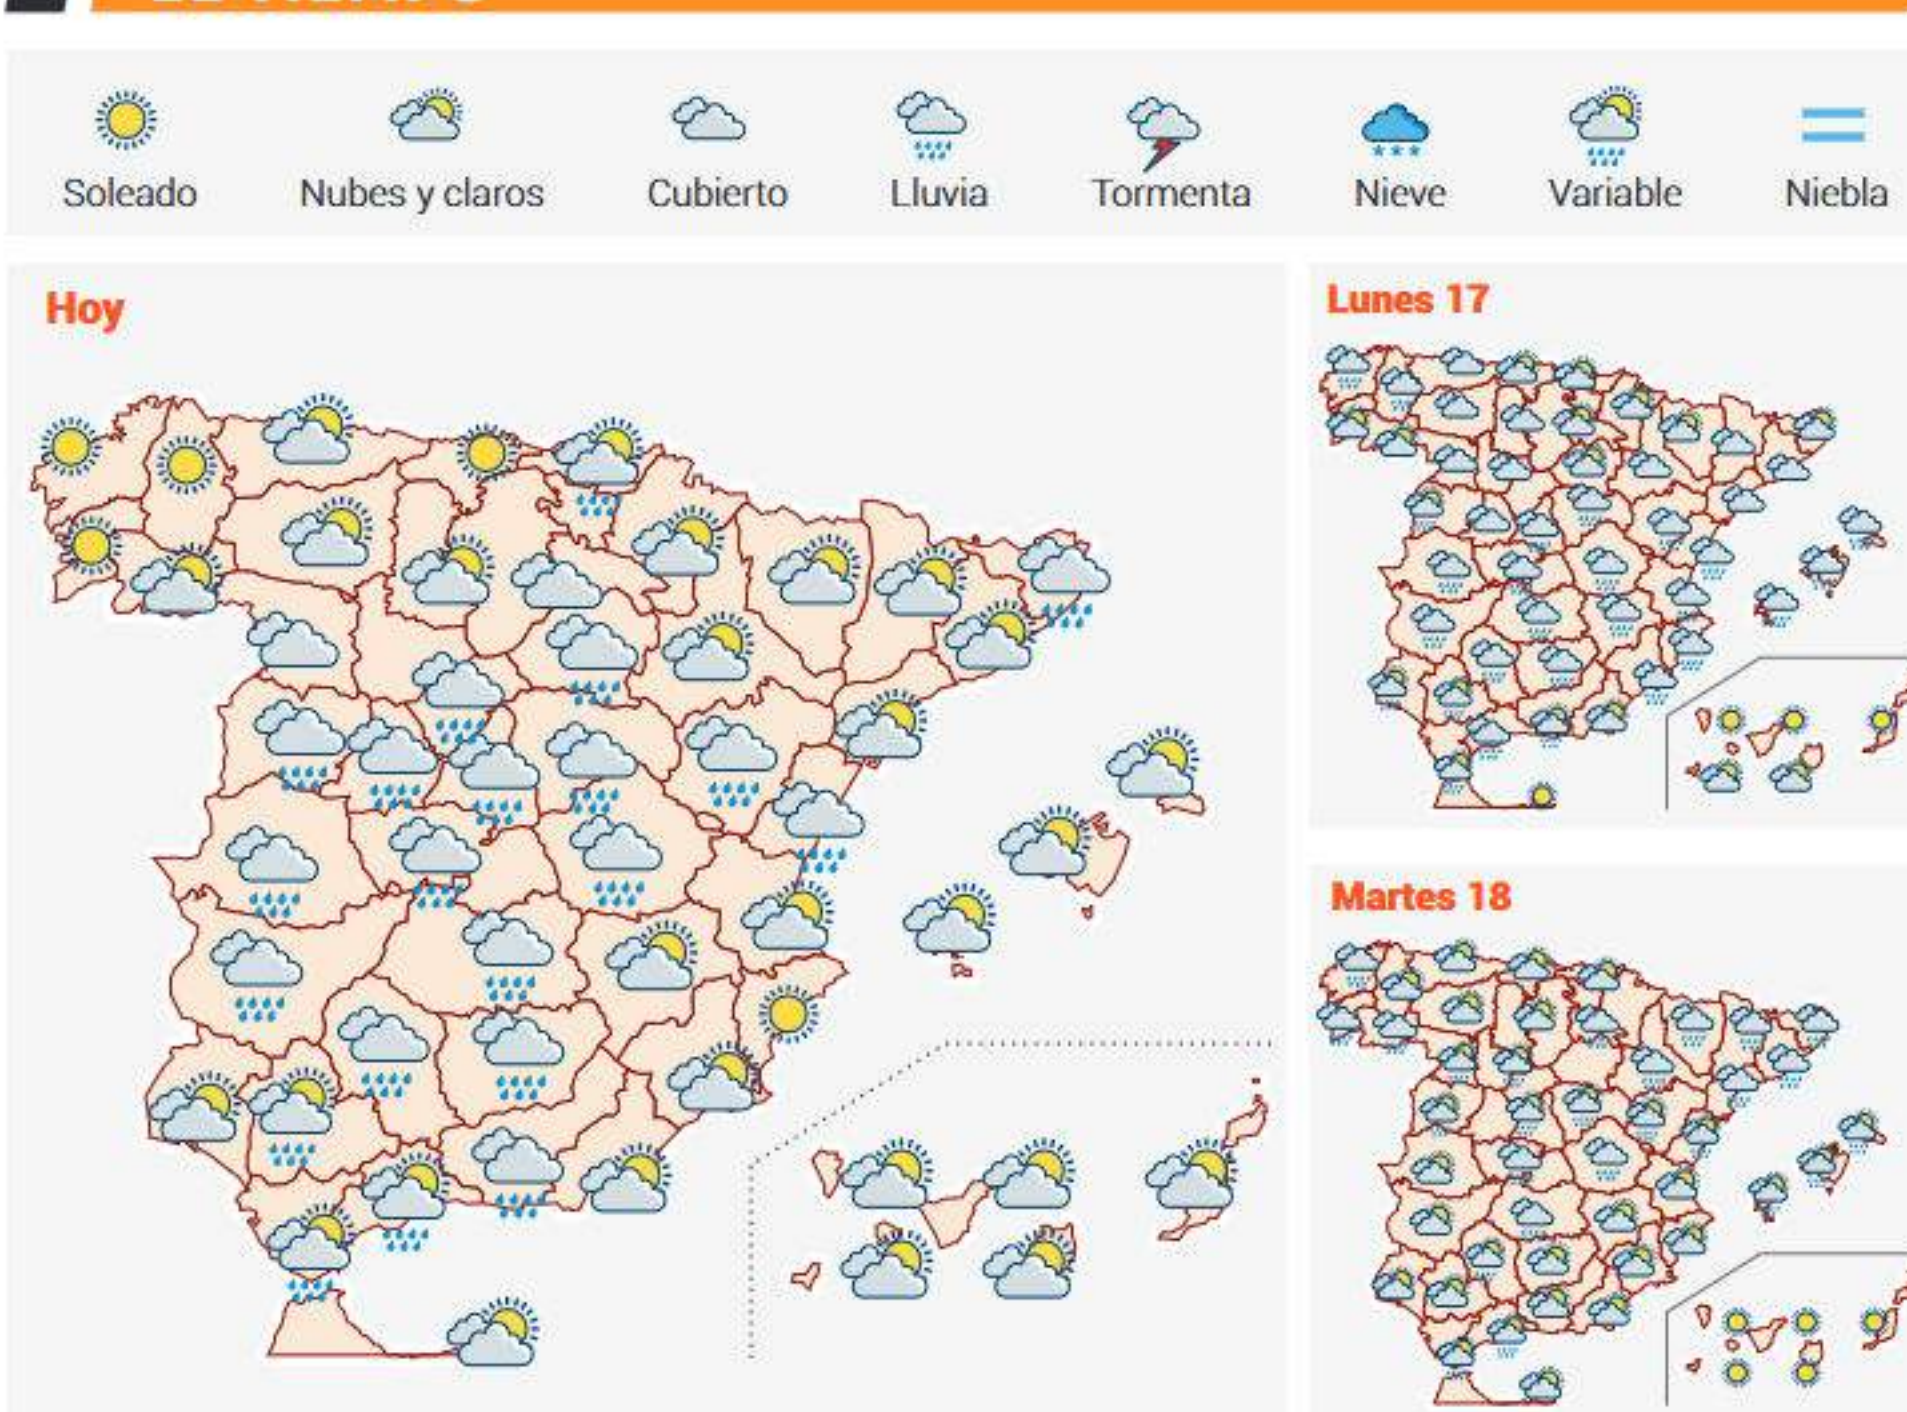 Soleado
Nubes y claros
Cubierto
Lluvia
Tormenta
Nieve
Variable
Niebla
Hoy
Lunes 17
Martes 18